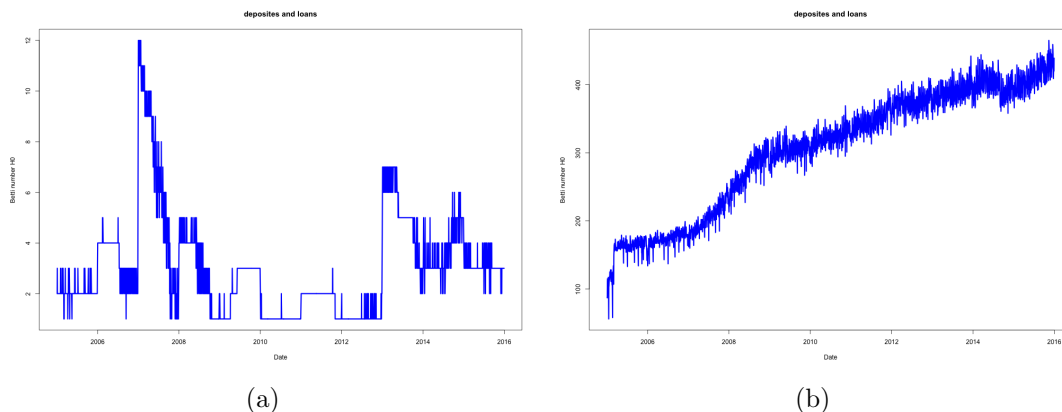 deposites and loans
Betti number H0
12
10
8
6
4
2
2006 2008 2010 2012 2014 2016
Date
(a)
deposites and loans
Betti number H0
400
300
200
100
2006 2008 2010 2012 2014 2016
Date
(b)